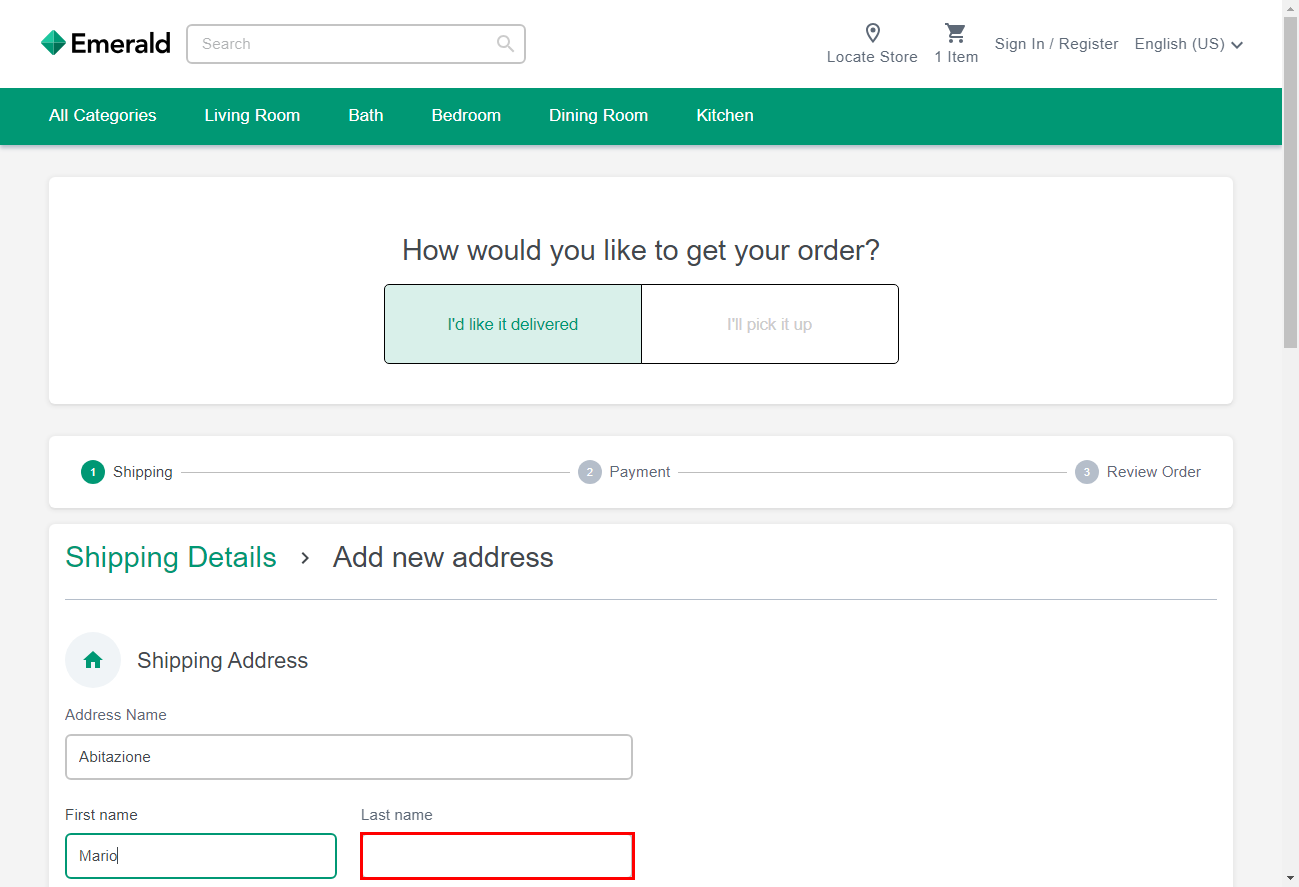 Emerald
Search
Locate Store
1 Item
Sign In / Register
English (US)
All Categories
Living Room
Bath
Bedroom
Dining Room
Kitchen
How would you like to get your order?
I'd like it delivered
I'll pick it up
1 Shipping
2 Payment
3 Review Order
Shipping Details › Add new address
Shipping Address
Address Name
Abitazione
First name
Last name
Mario